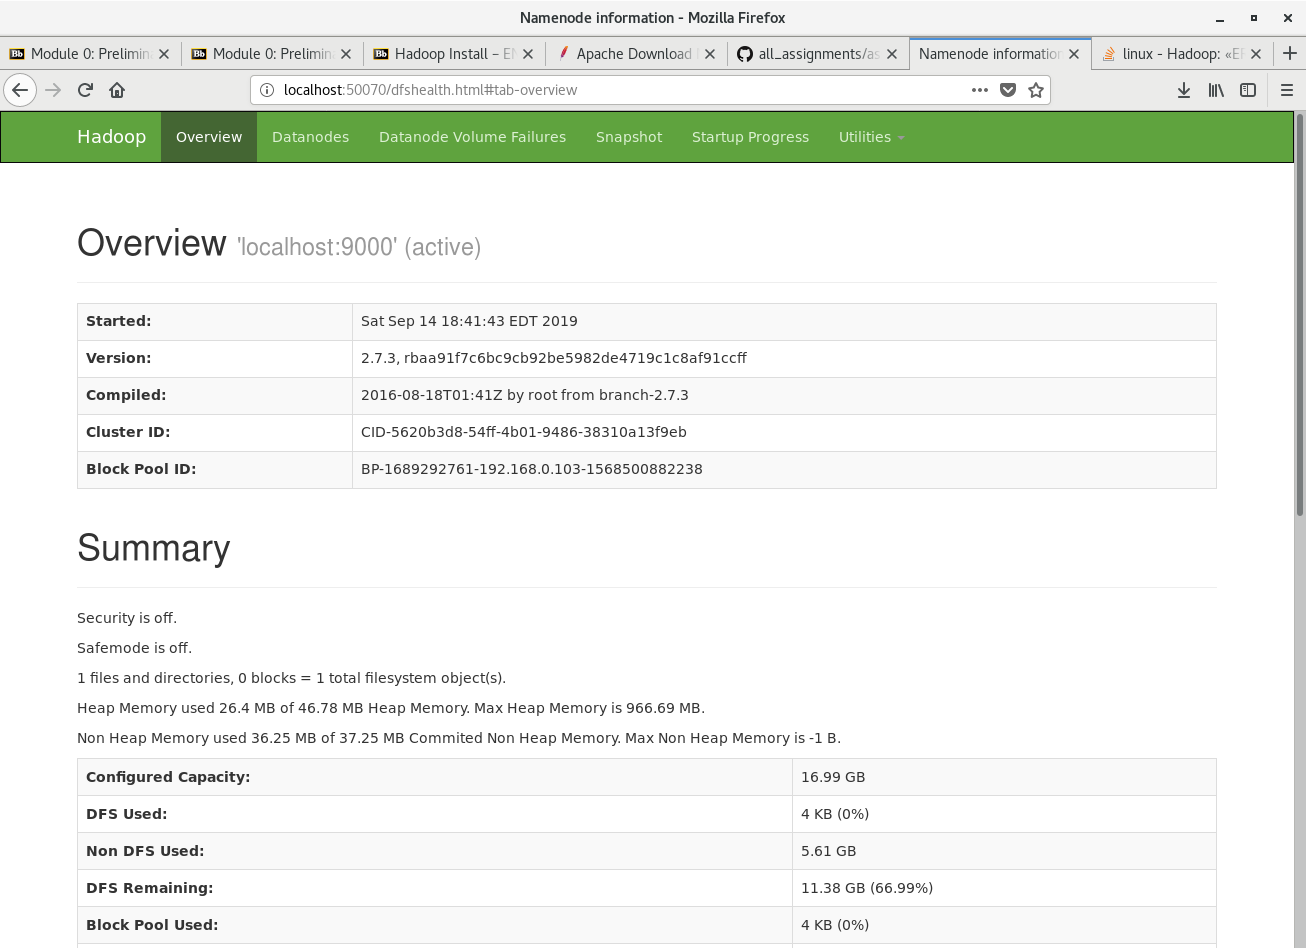 Namenode information - Mozilla Firefox
Module 0: Prelimin
Module 0: Prelimin
Hadoop Install – EN
Apache Download
all_assignments/as
Namenode information
linux - Hadoop: «ER
localhost:50070/dfshealth.html#tab-overview
Hadoop Overview Datanodes Datanode Volume Failures Snapshot Startup Progress Utilities
Overview 'localhost:9000' (active)
Started: Sat Sep 14 18:41:43 EDT 2019
Version: 2.7.3, rbaa91f7c6bc9cb92be5982de4719c1c8af91ccff
Compiled: 2016-08-18T01:41Z by root from branch-2.7.3
Cluster ID: CID-5620b3d8-54ff-4b01-9486-38310a13f9eb
Block Pool ID: BP-1689292761-192.168.0.103-1568500882238
Summary
Security is off.
Safemode is off.
1 files and directories, 0 blocks = 1 total filesystem object(s).
Heap Memory used 26.4 MB of 46.78 MB Heap Memory. Max Heap Memory is 966.69 MB.
Non Heap Memory used 36.25 MB of 37.25 MB Commited Non Heap Memory. Max Non Heap Memory is -1 B.
Configured Capacity: 16.99 GB
DFS Used: 4 KB (0%)
Non DFS Used: 5.61 GB
DFS Remaining: 11.38 GB (66.99%)
Block Pool Used: 4 KB (0%)